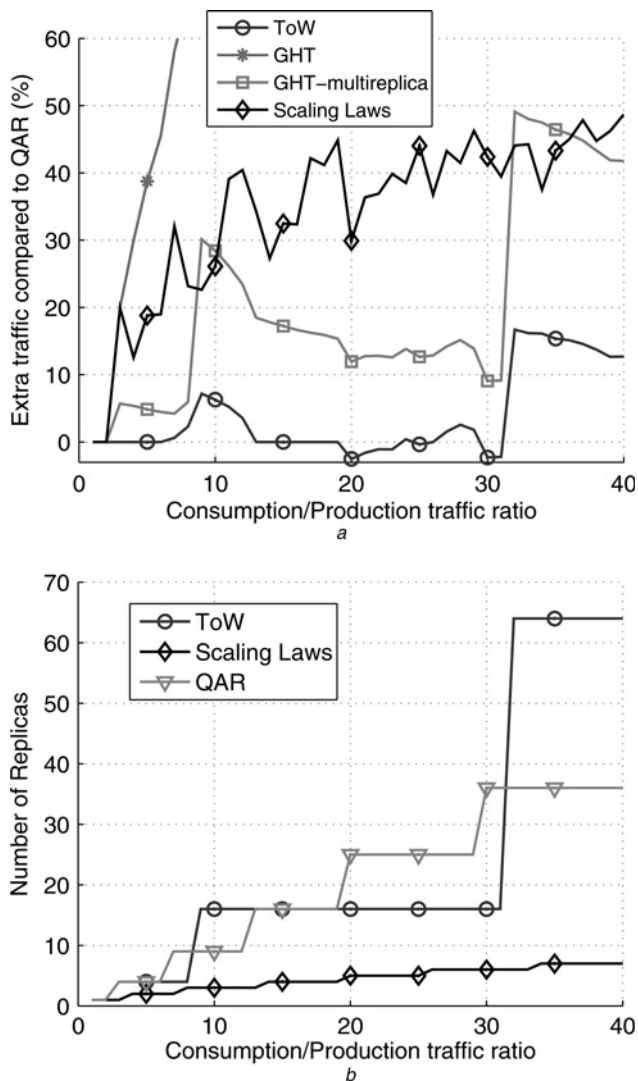 60
50
40
30
20
10
0
Extra traffic compared to QAR (%)
ToW
GHT
GHT−multireplica
Scaling Laws
0
10
20
30
40
Consumption/Production traffic ratio
a
70
60
50
40
30
20
10
0
Number of Replicas
ToW
Scaling Laws
QAR
0
10
20
30
40
Consumption/Production traffic ratio
b